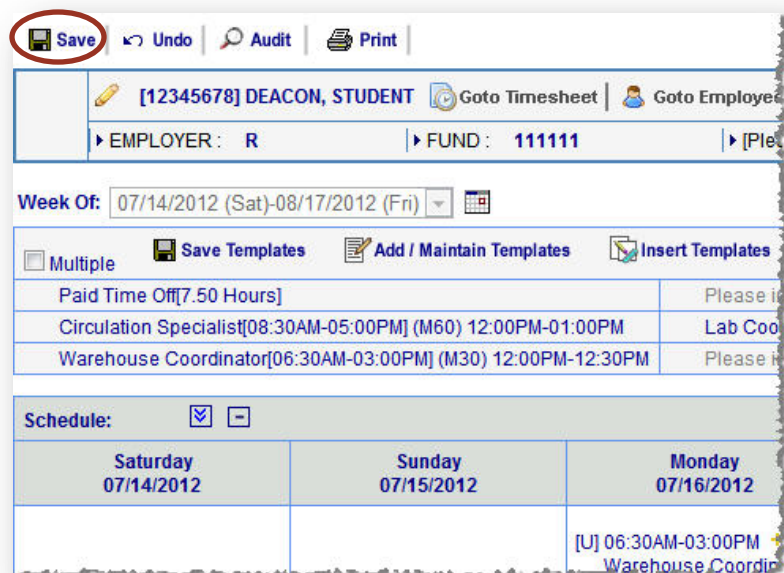 Save Undo Audit Print
[12345678] DEACON, STUDENT Goto Timesheet Goto Employee
EMPLOYER : R FUND : 111111
Week Of: 07/14/2012 (Sat)-08/17/2012 (Fri)
Multiple Save Templates Add / Maintain Templates Insert Templates
Paid Time Off[7.50 Hours] Please
Circulation Specialist[08:30AM-05:00PM] (M60) 12:00PM-01:00PM Lab
Warehouse Coordinator[06:30AM-03:00PM] (M30) 12:00PM-12:30PM Please
Schedule:
Saturday Sunday Monday
07/14/2012 07/15/2012 07/16/2012
[U] 06:30AM-03:00PM
Warehouse